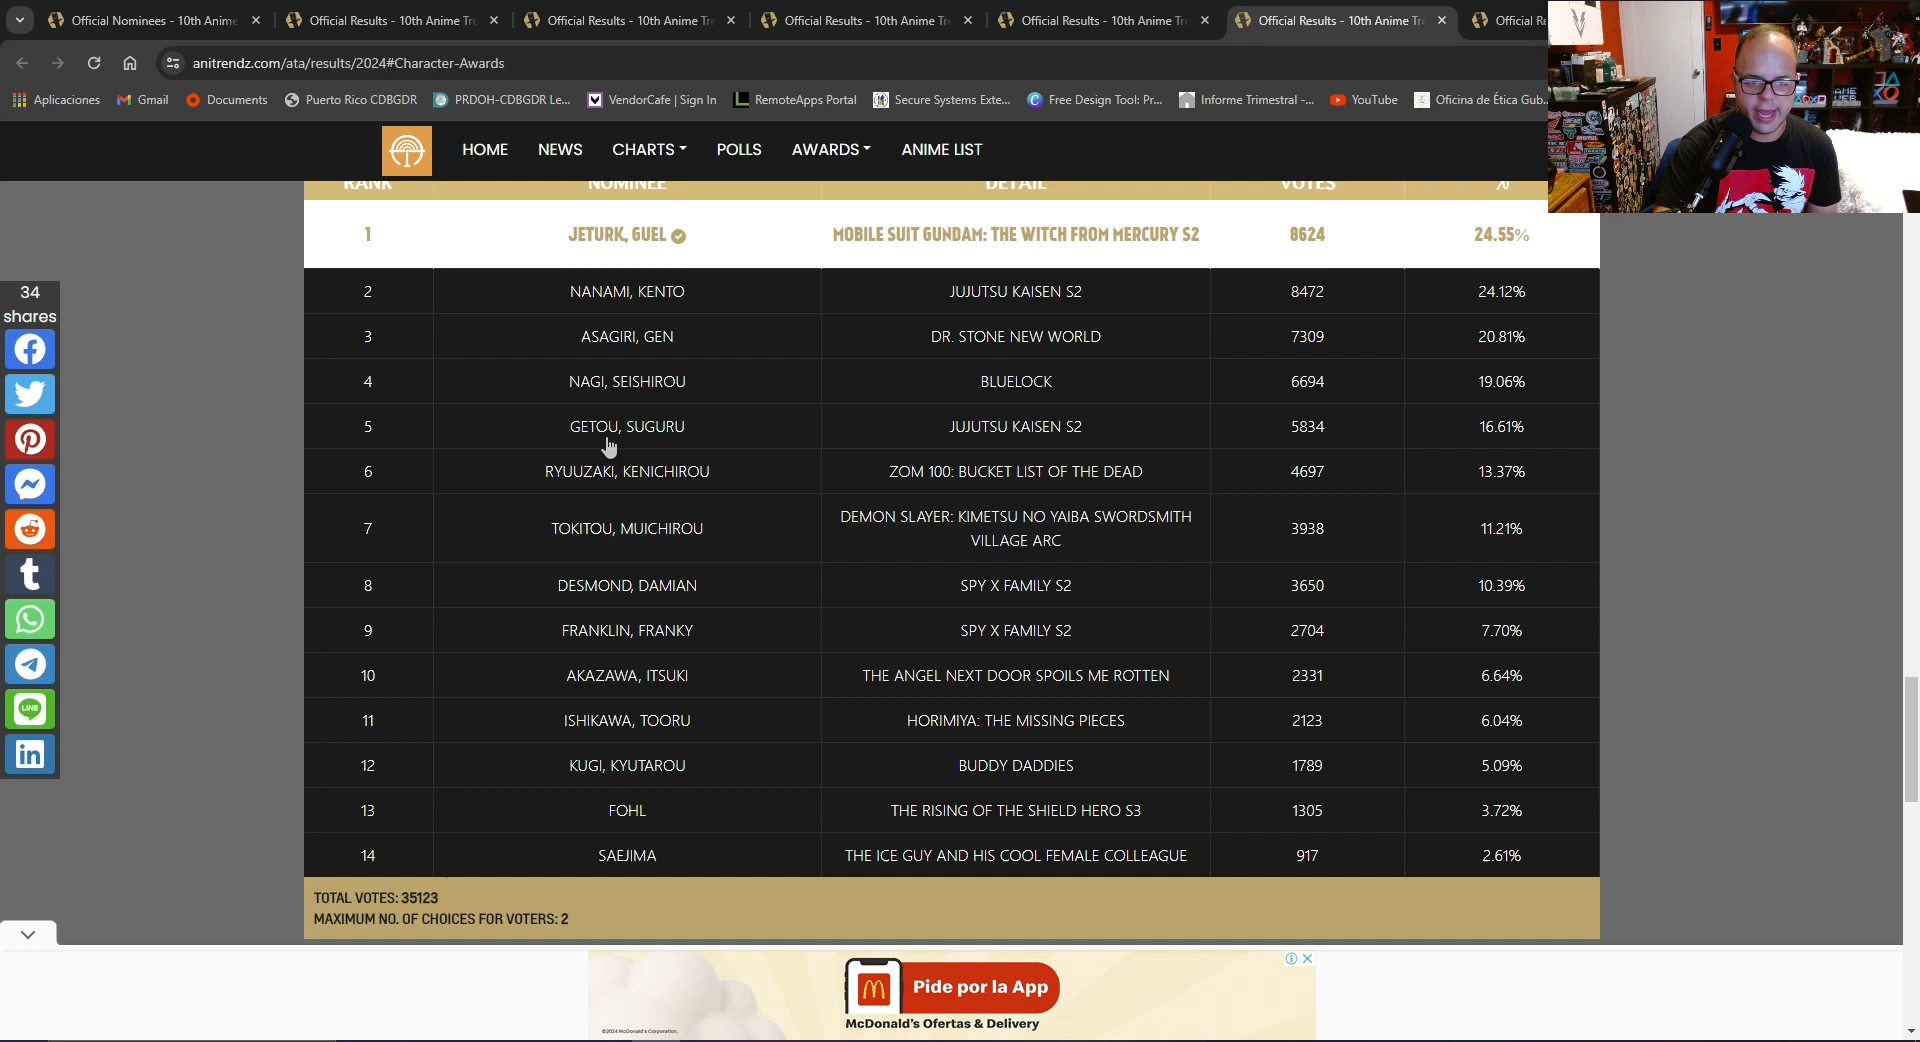 Official Nominees - 10th Anime
Official Results - 10th Anime Tr
Official Results - 10th Anime Tr
Official Results - 10th Anime Tr
Official Results - 10th Anime Tr
Official Results - 10th Anime Tr
Official Re
anitrendz.com/ata/results/2024#Character-Awards
Aplicaciones
Gmail
Documents
Puerto Rico CDBGDR
PRDOH-CDBGDR Le...
VendorCafe | Sign In
RemoteApps Portal
Secure Systems Exte...
Free Design Tool: Pr...
Informe Trimestral -...
YouTube
Oficina de Ética Gub...
HOME NEWS CHARTS POLLS AWARDS ANIME LIST
RANK NOMINEE DETAIL VOTES %
1 JETURK, GUEL MOBILE SUIT GUNDAM: THE WITCH FROM MERCURY S2 8624 24.55%
2 NANAMI, KENTO JUJUTSU KAISEN S2 8472 24.12%
3 ASAGIRI, GEN DR. STONE NEW WORLD 7309 20.81%
4 NAGI, SEISHIROU BLUELOCK 6694 19.06%
5 GETOU, SUGURU JUJUTSU KAISEN S2 5834 16.61%
6 RYUUZAKI, KENICHIROU ZOM 100: BUCKET LIST OF THE DEAD 4697 13.37%
7 TOKITOU, MUICHIROU DEMON SLAYER: KIMETSU NO YAIBA SWORDSMITH
VILLAGE ARC 3938 11.21%
8 DESMOND, DAMIAN SPY X FAMILY S2 3650 10.39%
9 FRANKLIN, FRANKY SPY X FAMILY S2 2704 7.70%
10 AKAZAWA, ITSUKI THE ANGEL NEXT DOOR SPOILS ME ROTTEN 2331 6.64%
11 ISHIKAWA, TOORU HORIMIYA: THE MISSING PIECES 2123 6.04%
12 KUGI, KYUTAROU BUDDY DADDIES 1789 5.09%
13 FOHL THE RISING OF THE SHIELD HERO S3 1305 3.72%
14 SAEJIMA THE ICE GUY AND HIS COOL FEMALE COLLEAGUE 917 2.61%
TOTAL VOTES: 35123
MAXIMUM NO. OF CHOICES FOR VOTERS: 2
34
shares
LINE
Pide por la App
McDonald's Ofertas & Delivery
©2024 McDonald's Corporation.